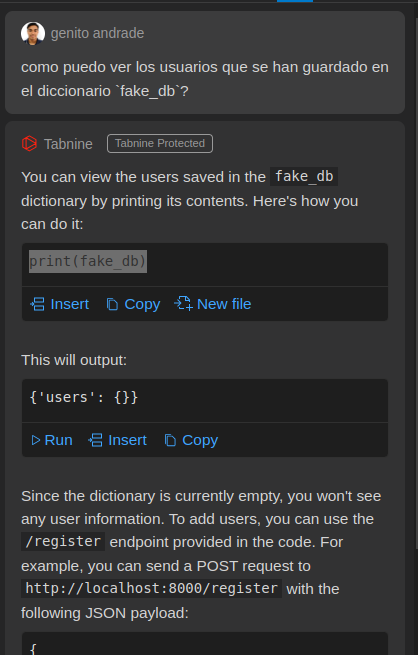 genito andrade
como puedo ver los usuarios que se han guardado en
el diccionario `fake_db`?
Tabnine Tabnine Protected
You can view the users saved in the fake_db
dictionary by printing its contents. Here's how you
can do it:
print(fake_db)
Insert Copy New file
This will output:
{'users': {}}
Run Insert Copy
Since the dictionary is currently empty, you won't see
any user information. To add users, you can use the
/register endpoint provided in the code. For
example, you can send a POST request to
http://localhost:8000/register with the
following JSON payload:
{